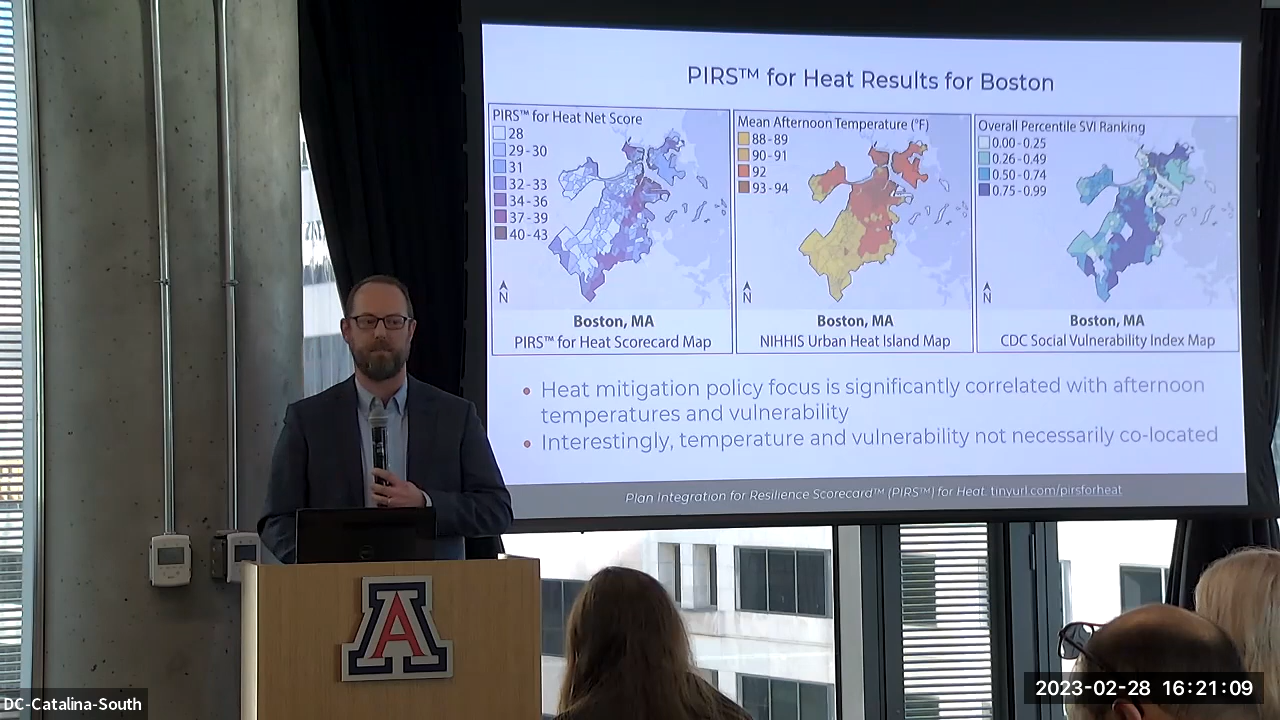 PIRS™ for Heat Results for Boston
PIRS™ for Heat Net Score
28
29-30
31
32-33
34-36
37-39
40-43
N
Boston, MA
PIRS™ for Heat Scorecard Map
Mean Afternoon Temperature (°F)
88-89
90-91
92
93-94
N
Boston, MA
NIHHIS Urban Heat Island Map
Overall Percentile SVI Ranking
0.00-0.25
0.26-0.49
0.50-0.74
0.75-0.99
N
Boston, MA
CDC Social Vulnerability Index Map
• Heat mitigation policy focus is significantly correlated with afternoon
temperatures and vulnerability
• Interestingly, temperature and vulnerability not necessarily co-located
Plan Integration for Resilience Scorecard™ (PIRS™) for Heat: tinyurl.com/pirsforheat
A
DC-Catalina-South
2023-02-28 16:21:09